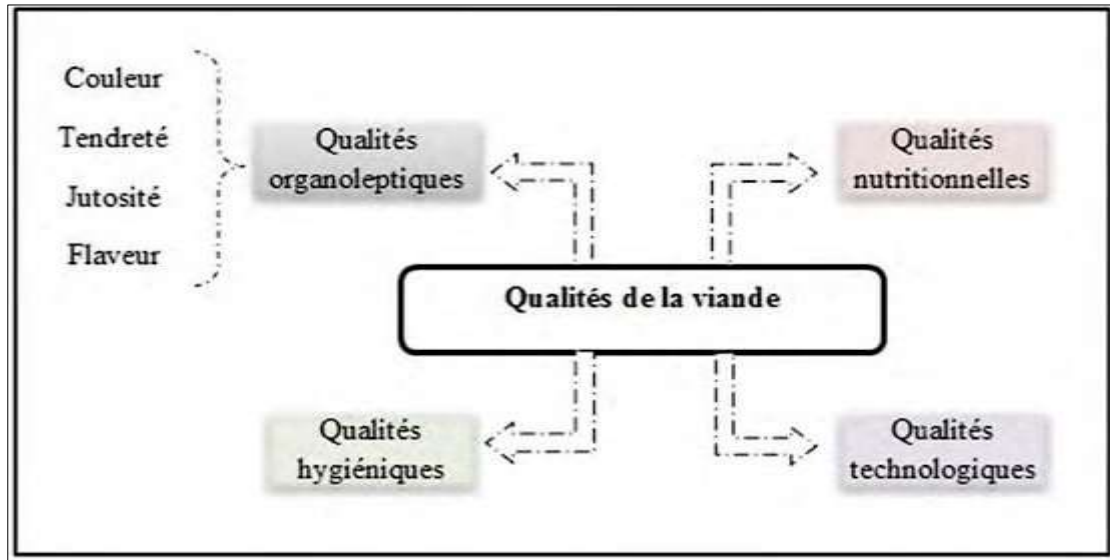 Couleur
Tendreté
Jutosité
Flaveur
Qualités
organoleptiques
Qualités
nutritionnelles
Qualités de la viande
Qualités
hygiéniques
Qualités
technologiques